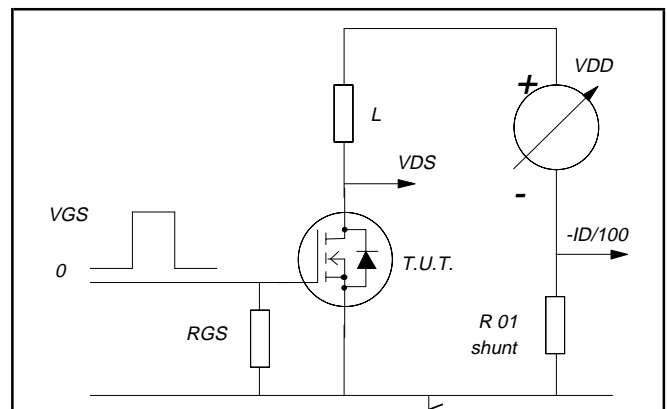 +
VDD
L
VDS
-
VGS
-ID/100
0
T.U.T.
RGS
R 01
shunt